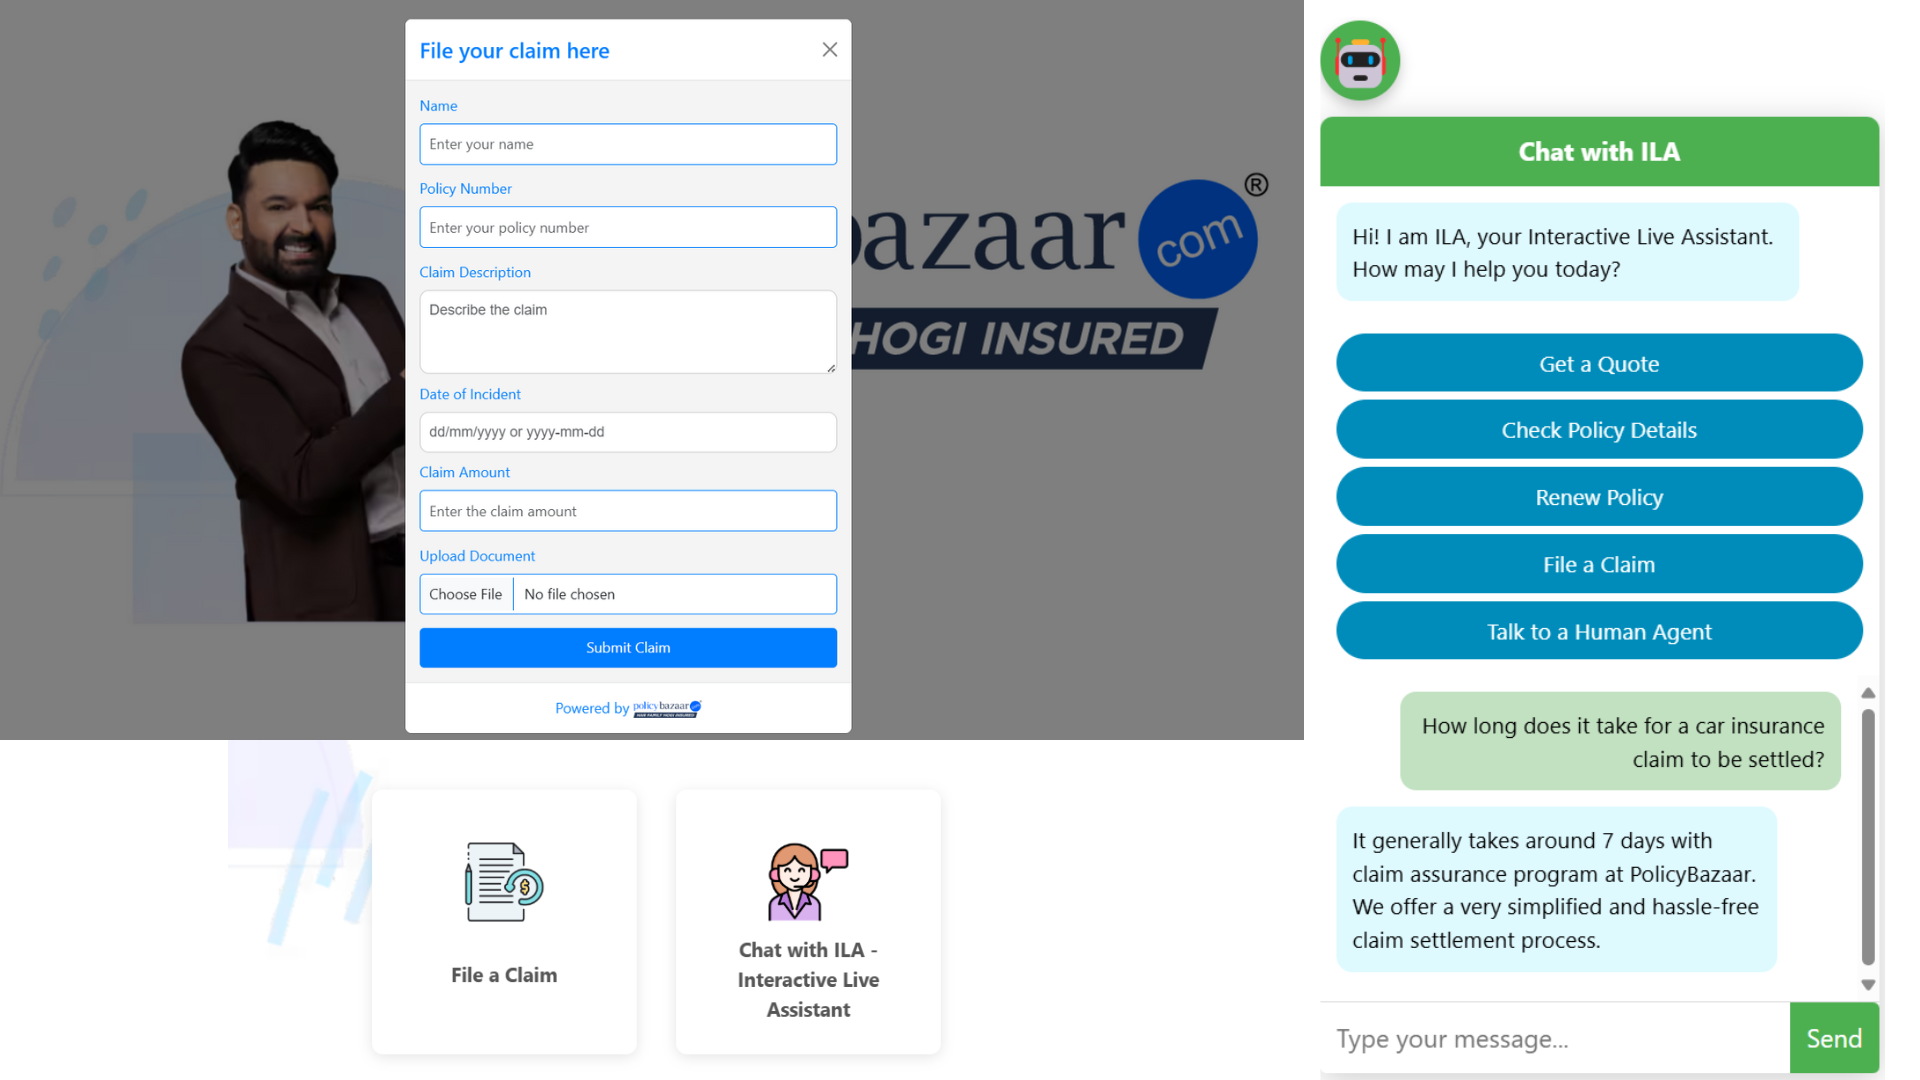 File your claim here
Name
Enter your name
Policy Number
Enter your policy number
Claim Description
Describe the claim
Date of Incident
dd/mm/yyyy or yyyy-mm-dd
Claim Amount
Enter the claim amount
Upload Document
Choose File No file chosen
Submit Claim
Powered by policybazaar
HAR FAMILY HOGI INSURED
bazaar com ®
HOGI INSURED
File a Claim
Chat with ILA -
Interactive Live
Assistant
Chat with ILA
Hi! I am ILA, your Interactive Live Assistant.
How may I help you today?
Get a Quote
Check Policy Details
Renew Policy
File a Claim
Talk to a Human Agent
How long does it take for a car insurance
claim to be settled?
It generally takes around 7 days with
claim assurance program at PolicyBazaar.
We offer a very simplified and hassle-free
claim settlement process.
Type your message...
Send